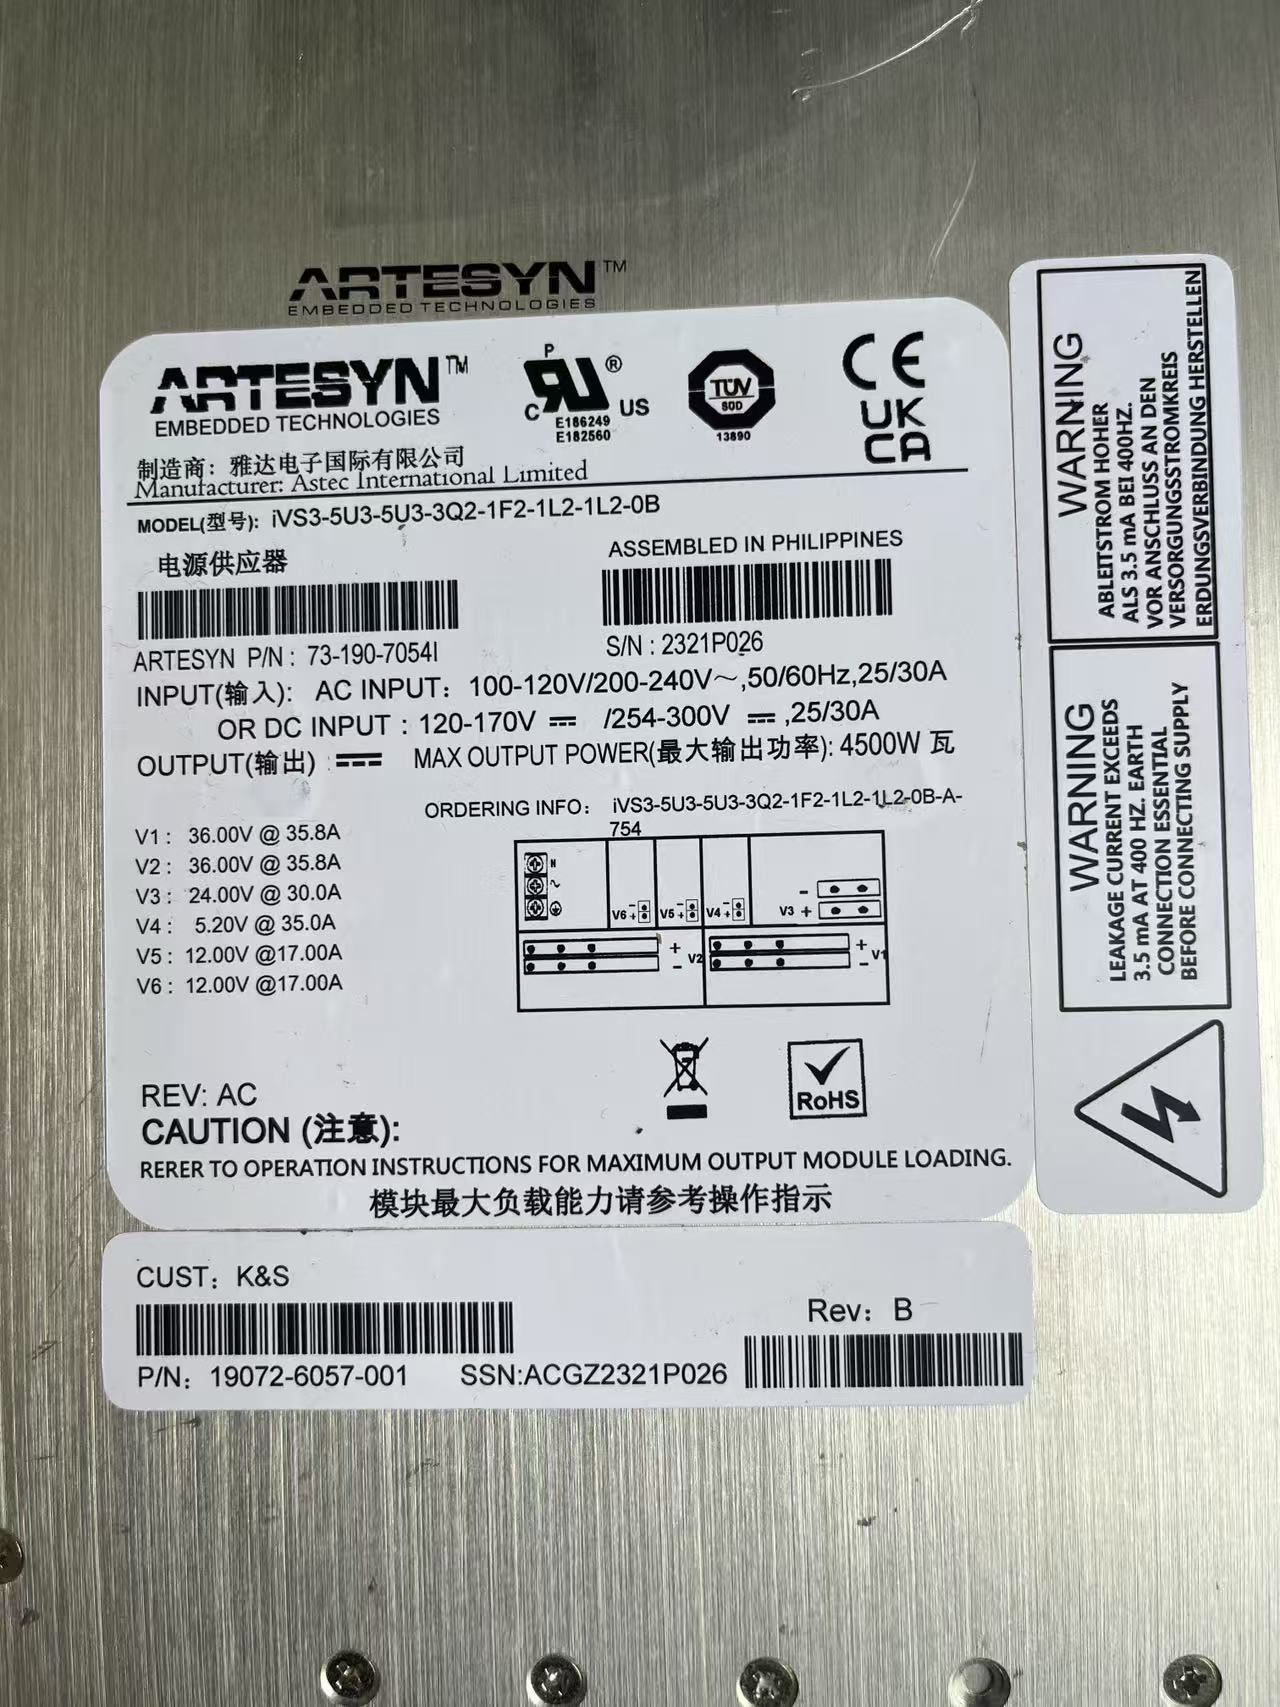 ARTESYN™
EMBEDDED TECHNOLOGIES
ARTESYN™
EMBEDDED TECHNOLOGIES
P
C
®
US
E186249
E182560
TÜV
SÜD
13890
CE
UK
CA
制造商：雅达电子国际有限公司
Manufacturer: Astec International Limited
MODEL(型号): iVS3-5U3-5U3-3Q2-1F2-1L2-1L2-0B
电源供应器
ASSEMBLED IN PHILIPPINES
ARTESYN P/N : 73-190-7054I
S/N : 2321P026
INPUT(输入): AC INPUT: 100-120V/200-240V～,50/60Hz,25/30A
OR DC INPUT : 120-170V ⎓ /254-300V ⎓ ,25/30A
OUTPUT(输出) ⎓ MAX OUTPUT POWER(最大输出功率): 4500W 瓦
ORDERING INFO: iVS3-5U3-5U3-3Q2-1F2-1L2-1L2-0B-A-
754
V1 : 36.00V @ 35.8A
V2 : 36.00V @ 35.8A
V3 : 24.00V @ 30.0A
V4 : 5.20V @ 35.0A
V5 : 12.00V @17.00A
V6 : 12.00V @17.00A
N
~
V6 - +
V5 - +
V4 - +
V3 - +
+ V2 -
+ V1 -
RoHS
REV: AC
CAUTION (注意):
RERER TO OPERATION INSTRUCTIONS FOR MAXIMUM OUTPUT MODULE LOADING.
模块最大负载能力请参考操作指示
CUST: K&S
Rev: B
P/N: 19072-6057-001 SSN:ACGZ2321P026
WARNING
ABLEITSTROM HOHER
ALS 3.5 mA BEI 400HZ.
VOR ANSCHLUSS AN DEN
VERSORGUNGSSTROMKREIS
ERDUNGSVERBINDUNG HERSTELLEN
WARNING
LEAKAGE CURRENT EXCEEDS
3.5 mA AT 400 HZ. EARTH
CONNECTION ESSENTIAL
BEFORE CONNECTING SUPPLY